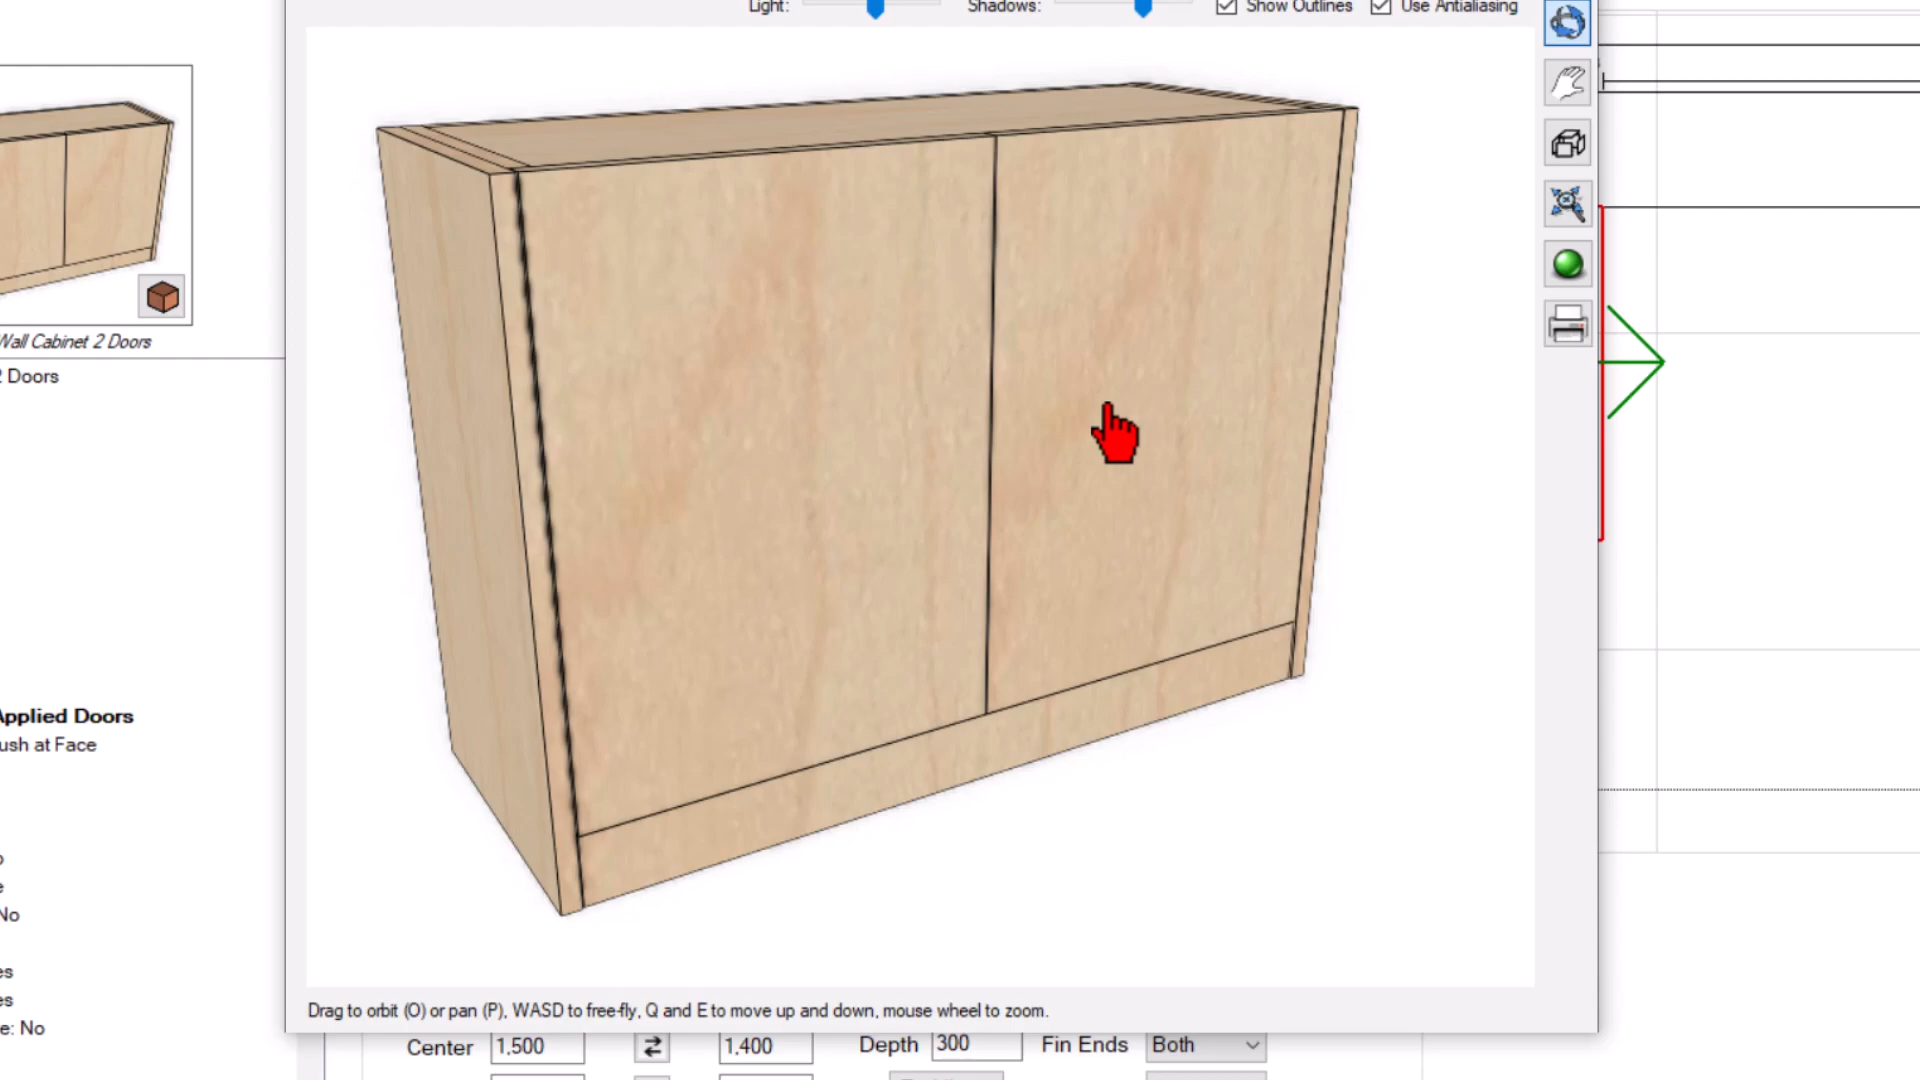 Light:
Shadows:
Show Outlines
Use Antialiasing
Wall Cabinet 2 Doors
2 Doors
Applied Doors
ush at Face
No
es
es
e: No
Drag to orbit (O) or pan (P), WASD to free-fly, Q and E to move up and down, mouse wheel to zoom.
Center
1,500
1,400
Depth
300
Fin Ends
Both